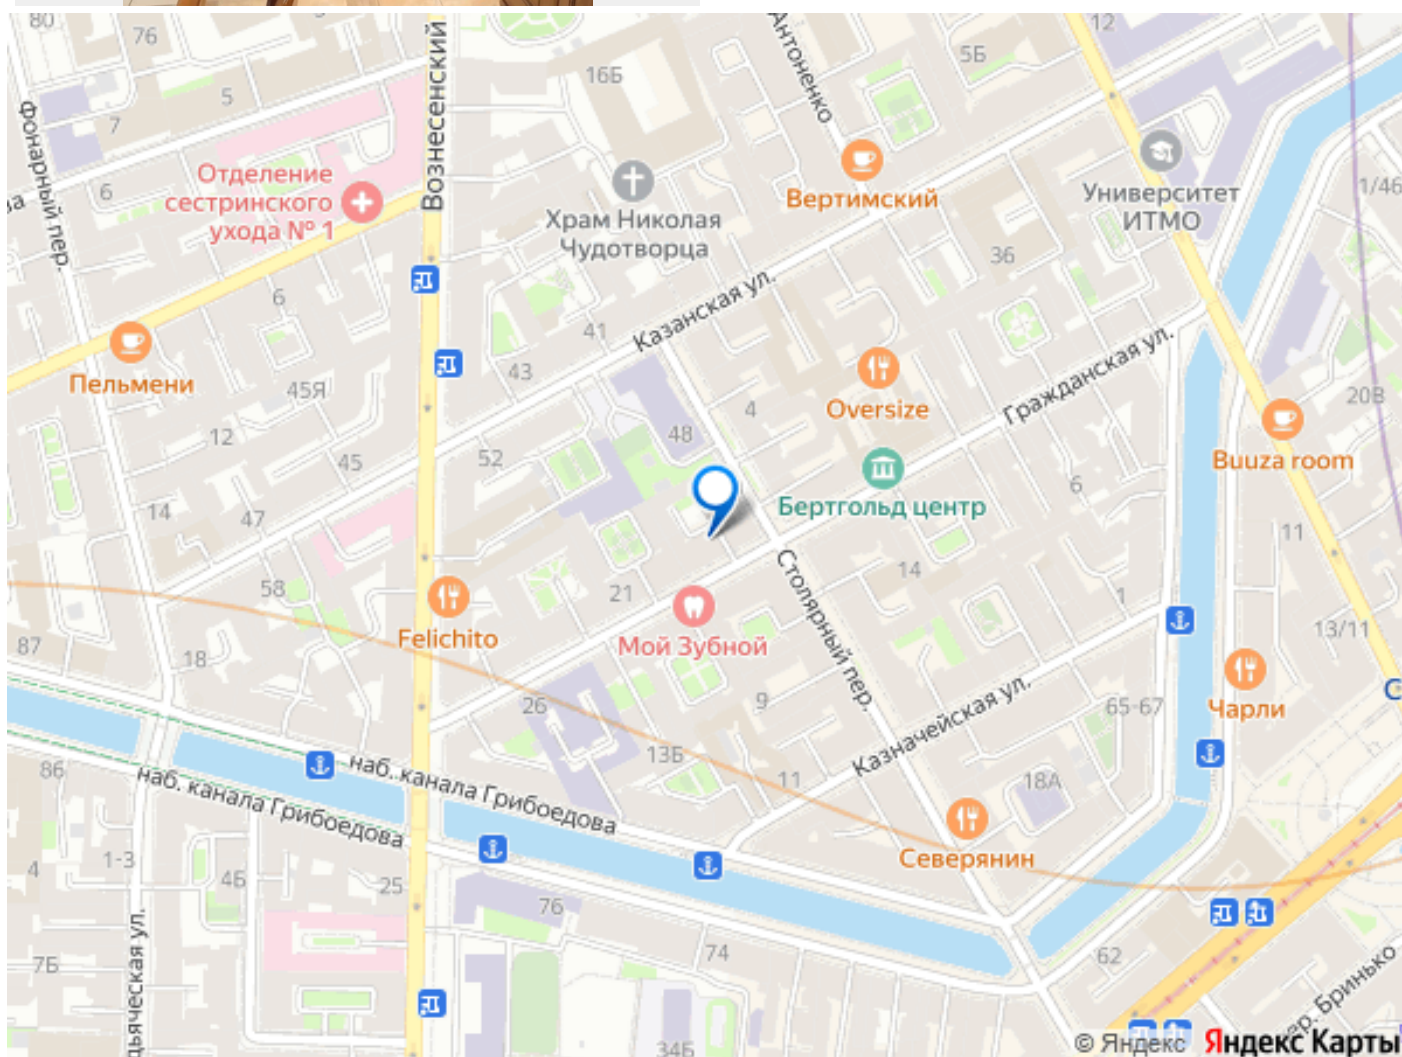 80
76
5
7
6
Фонарный пер.
Вознесенский
16Б
Антоненко
5Б
12
Отделение
сестринского
ухода № 1
Храм Николая
Чудотворца
Вертимский
Университет
ИТМО
1/46
36
6
Пельмени
45Я
12
45
14
47
58
41
43
52
Казанская ул.
48
4
Oversize
Гражданская ул.
Бертгольд центр
Buuza room
20В
6
11
13/11
14
1
21
Мой Зубной
Столярный пер.
Felichito
87
18
26
13Б
9
11
Казначейская ул.
65-67
Чарли
18А
Северянин
наб. канала Грибоедова
наб. канала Грибоедова
86
4
1-3
4Б
25
76
74
62
7Б
34Б
дьяческая ул.
ер. Бринько
© Яндекс Яндекс Карты